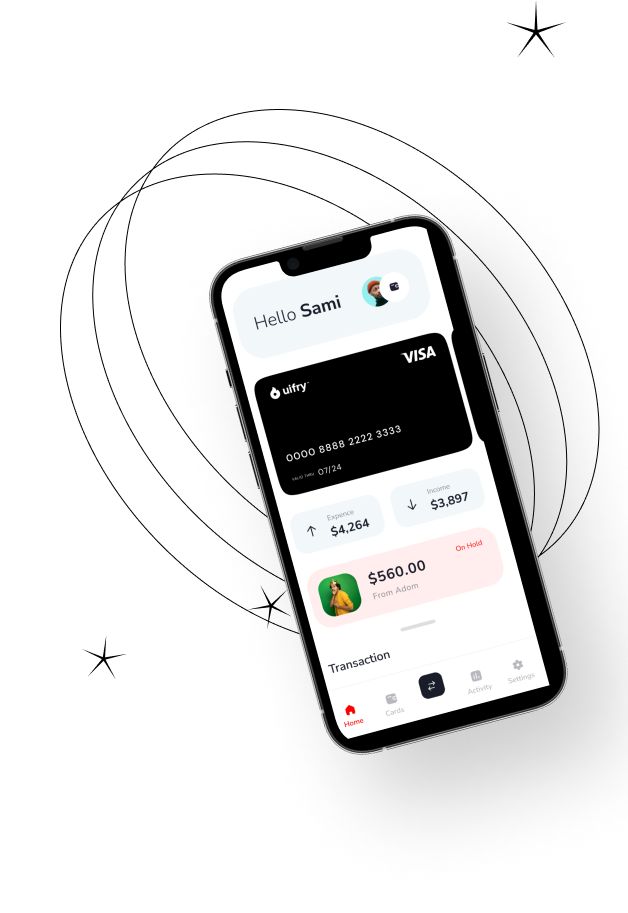 Hello Sami
uifry
VISA
0000 8888 2222 3333
VALID THRU 07/24
Expence
$4,264
Income
$3,897
$560.00
On Hold
From Adom
Transaction
Home
Cards
Activity
Settings